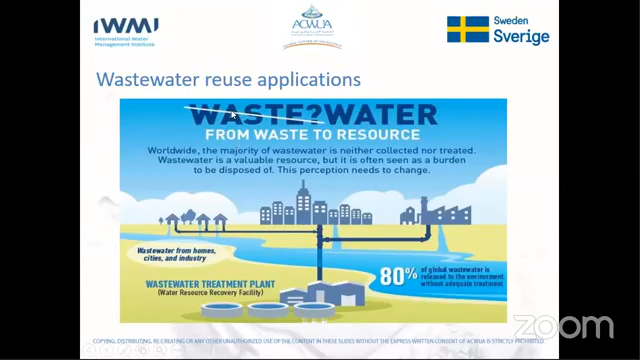 IWMI
International Water
Management Institute
ACWUA
Sweden
Sverige
Wastewater reuse applications
WASTE?WATER
FROM WASTE TO RESOURCE
Worldwide, the majority of wastewater is neither collected nor treated.
Wastewater is a valuable resource, but it is often seen as a burden
to be disposed of. This perception needs to change.
Wastewater from homes,
cities, and industry
WASTEWATER TREATMENT PLANT
(Water Resource Recovery Facility)
80% of global wastewater is
released to the environment
without adequate treatment
zoom
COPYING, DISTRIBUTING, RE-CREATING OR ANY OTHER UNAUTHORIZED USE OF THE CONTENT IN THESE SLIDES WITHOUT THE EXPRESS WRITTEN CONSENT OF ACWUA IS STRICTLY PROHIBITED.